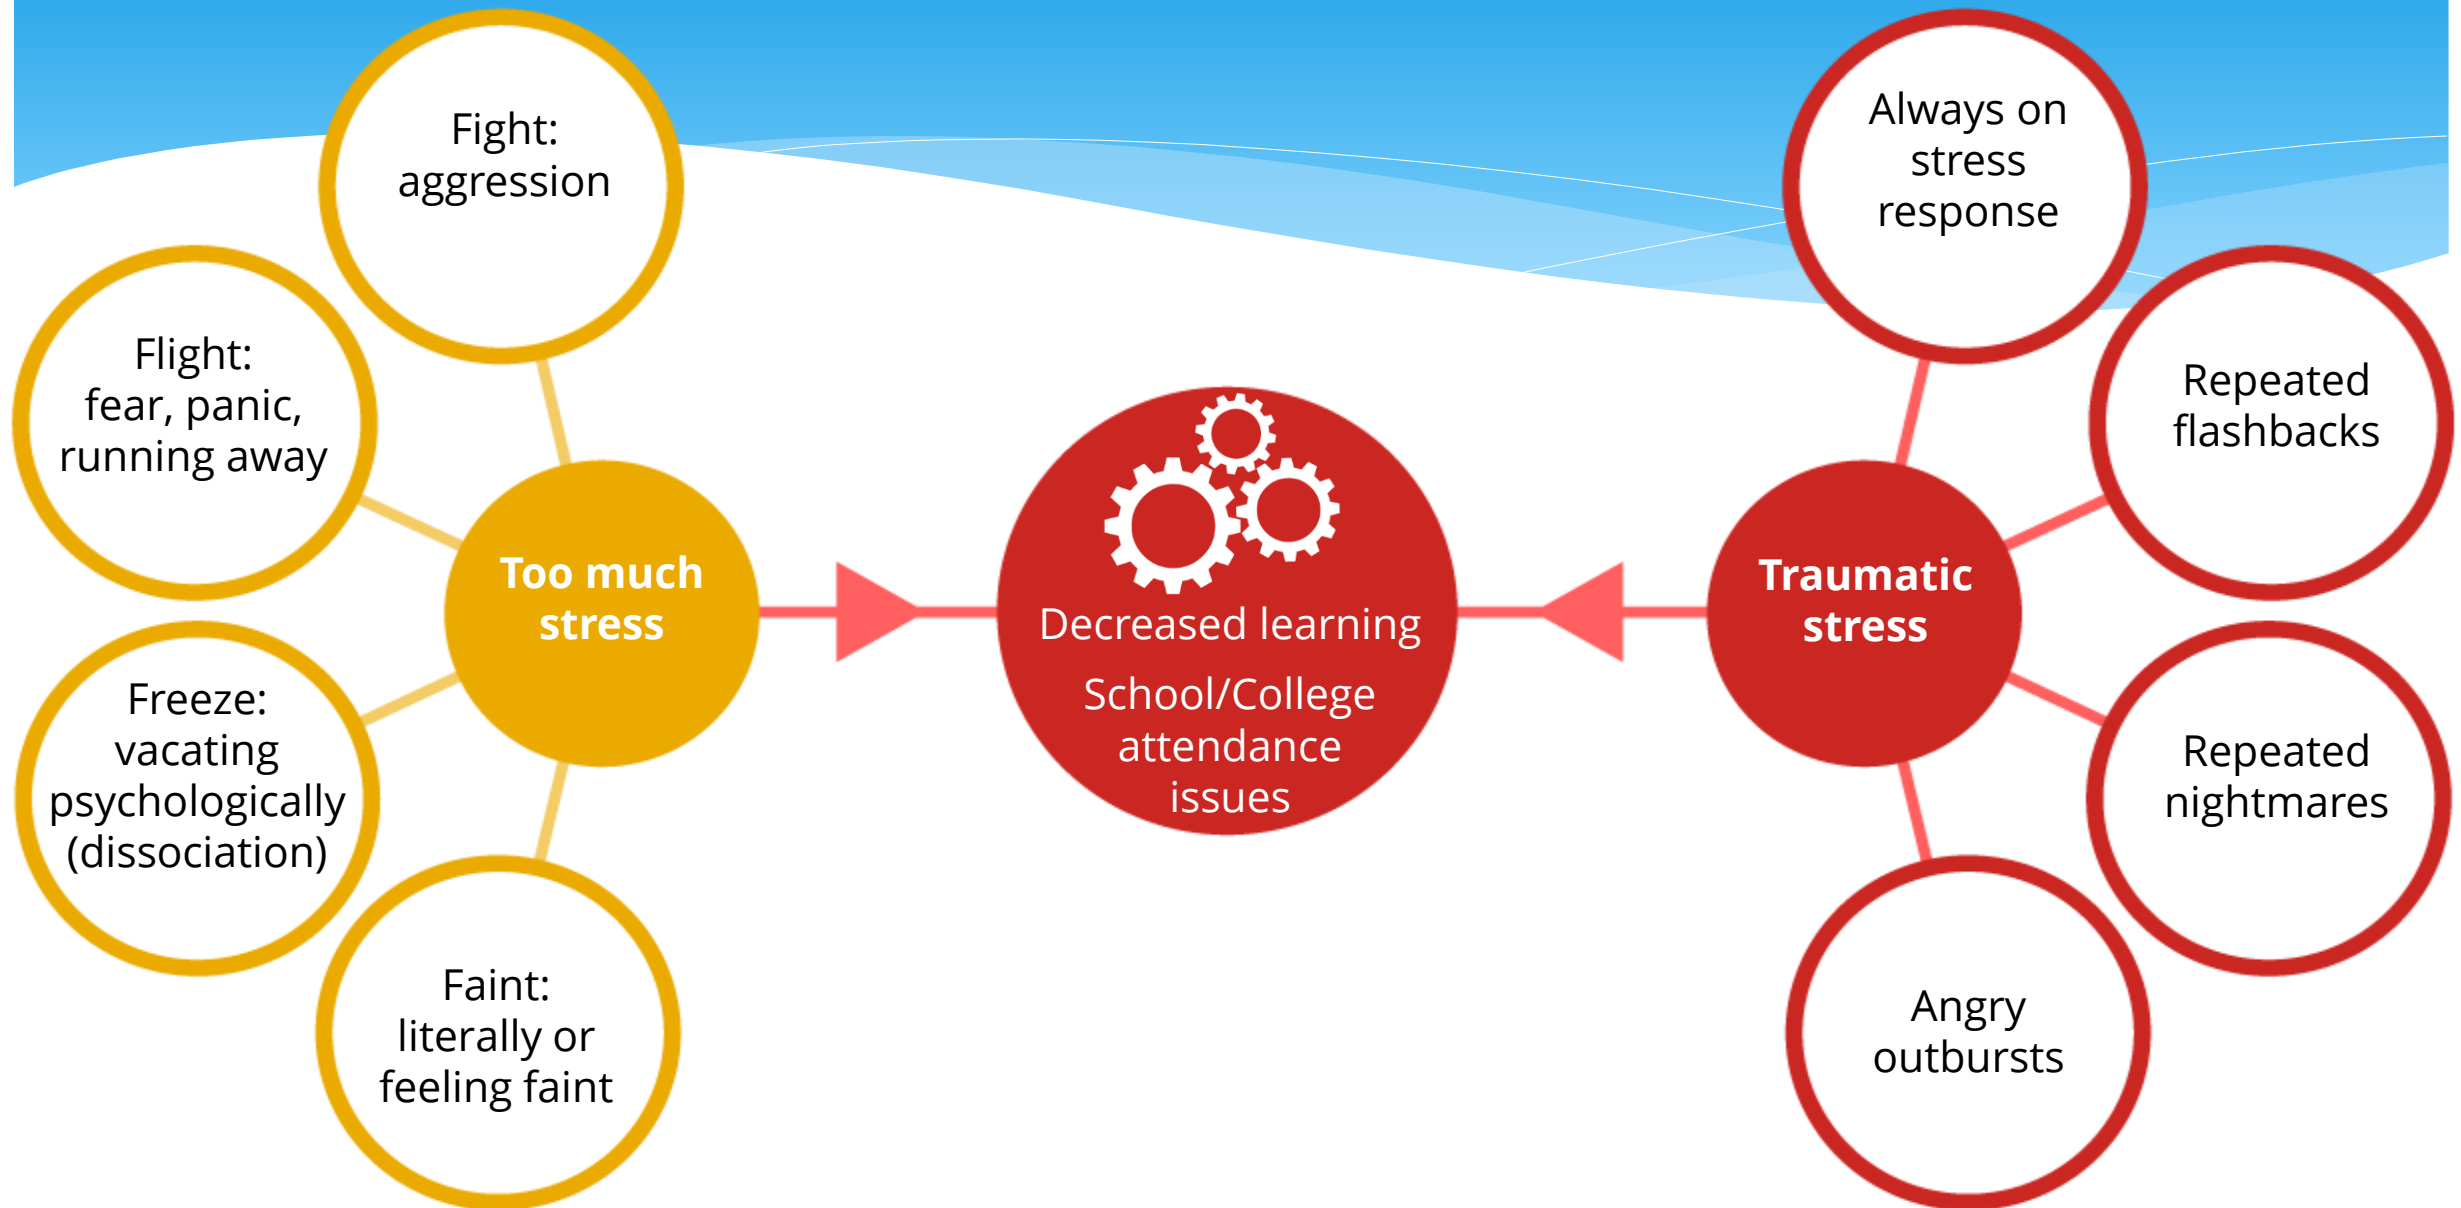 Fight:
aggression
Flight:
fear, panic,
running away
Freeze:
vacating
psychologically
(dissociation)
Faint:
literally or
feeling faint
Too much
stress
Decreased learning
School/College
attendance
issues
Traumatic
stress
Always on
stress
response
Repeated
flashbacks
Repeated
nightmares
Angry
outbursts